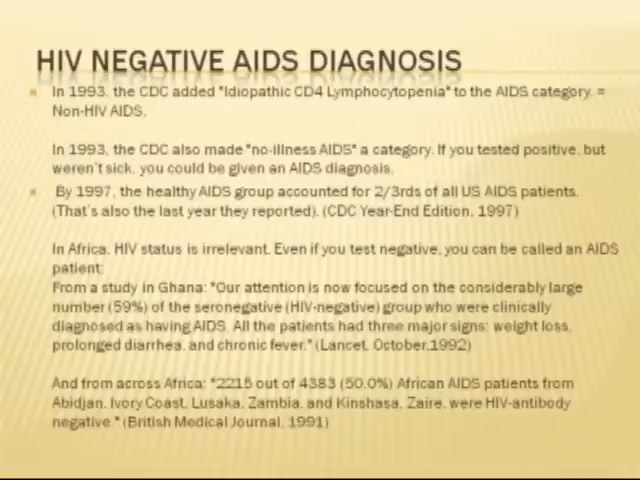 HIV NEGATIVE AIDS DIAGNOSIS
In 1993, the CDC added "Idiopathic CD4 Lymphocytopenia" to the AIDS category. =
Non-HIV AIDS.
In 1993, the CDC also made "no-illness AIDS" a category. If you tested positive, but
weren't sick, you could be given an AIDS diagnosis.
By 1997, the healthy AIDS group accounted for 2/3rds of all US AIDS patients.
(That's also the last year they reported). (CDC Year-End Edition, 1997)
In Africa, HIV status is irrelevant. Even if you test negative, you can be called an AIDS
patient:
From a study in Ghana: "Our attention is now focused on the considerably large
number (59%) of the seronegative (HIV-negative) group who were clinically
diagnosed as having AIDS. All the patients had three major signs: weight loss,
prolonged diarrhea, and chronic fever." (Lancet, October,1992)
And from across Africa: "2215 out of 4383 (50.0%) African AIDS patients from
Abidjan, Ivory Coast, Lusaka, Zambia, and Kinshasa, Zaire, were HIV-antibody
negative." (British Medical Journal, 1991)